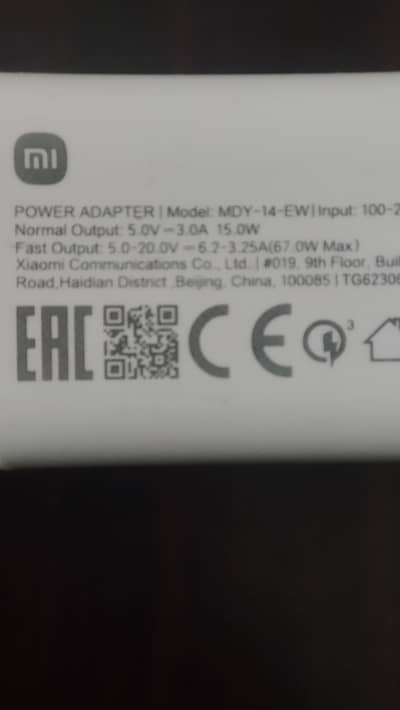 mi
POWER ADAPTER | Model: MDY-14-EW | Input: 100-2
Normal Output: 5.0V⎓3.0A 15.0W
Fast Output: 5.0-20.0V⎓6.2-3.25A(67.0W Max)
Xiaomi Communications Co., Ltd. | #019, 9th Floor, Buil
Road,Haidian District ,Beijing, China, 100085 | TG6230
EAC CE 3